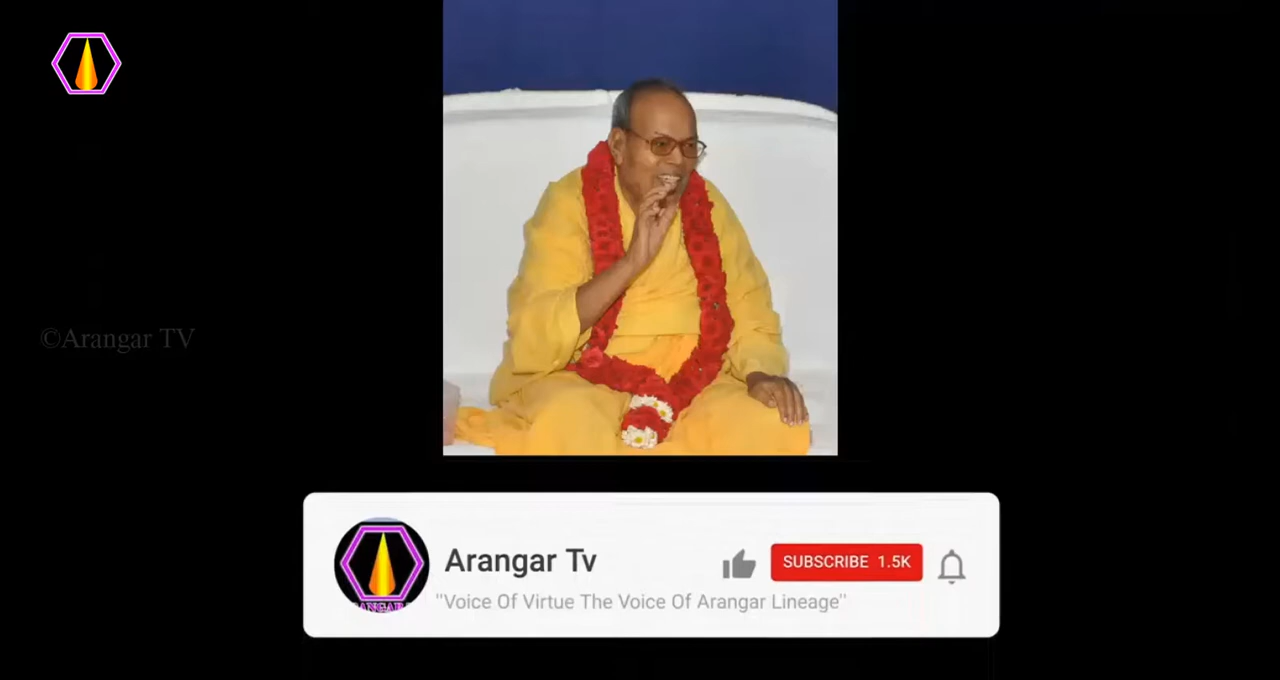 ©Arangar TV
Arangar Tv
SUBSCRIBE 1.5K
"Voice Of Virtue The Voice Of Arangar Lineage"